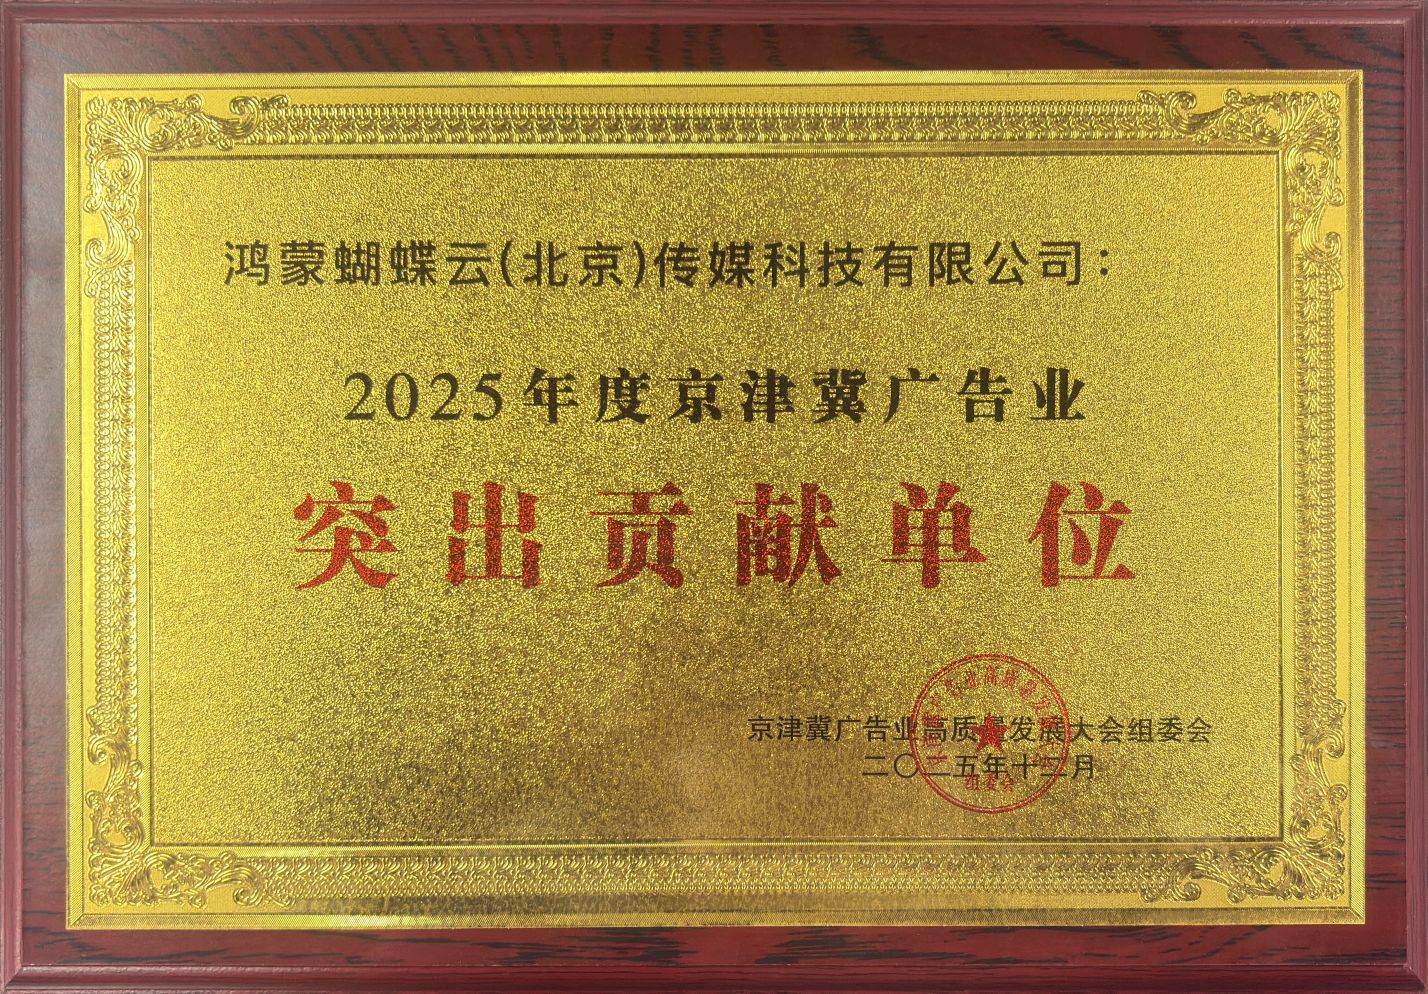 鸿蒙蝴蝶云(北京)传媒科技有限公司：
2025年度京津冀广告业
突出贡献单位
京津冀广告业高质量发展大会组委会
二〇二五年十二月
组委会